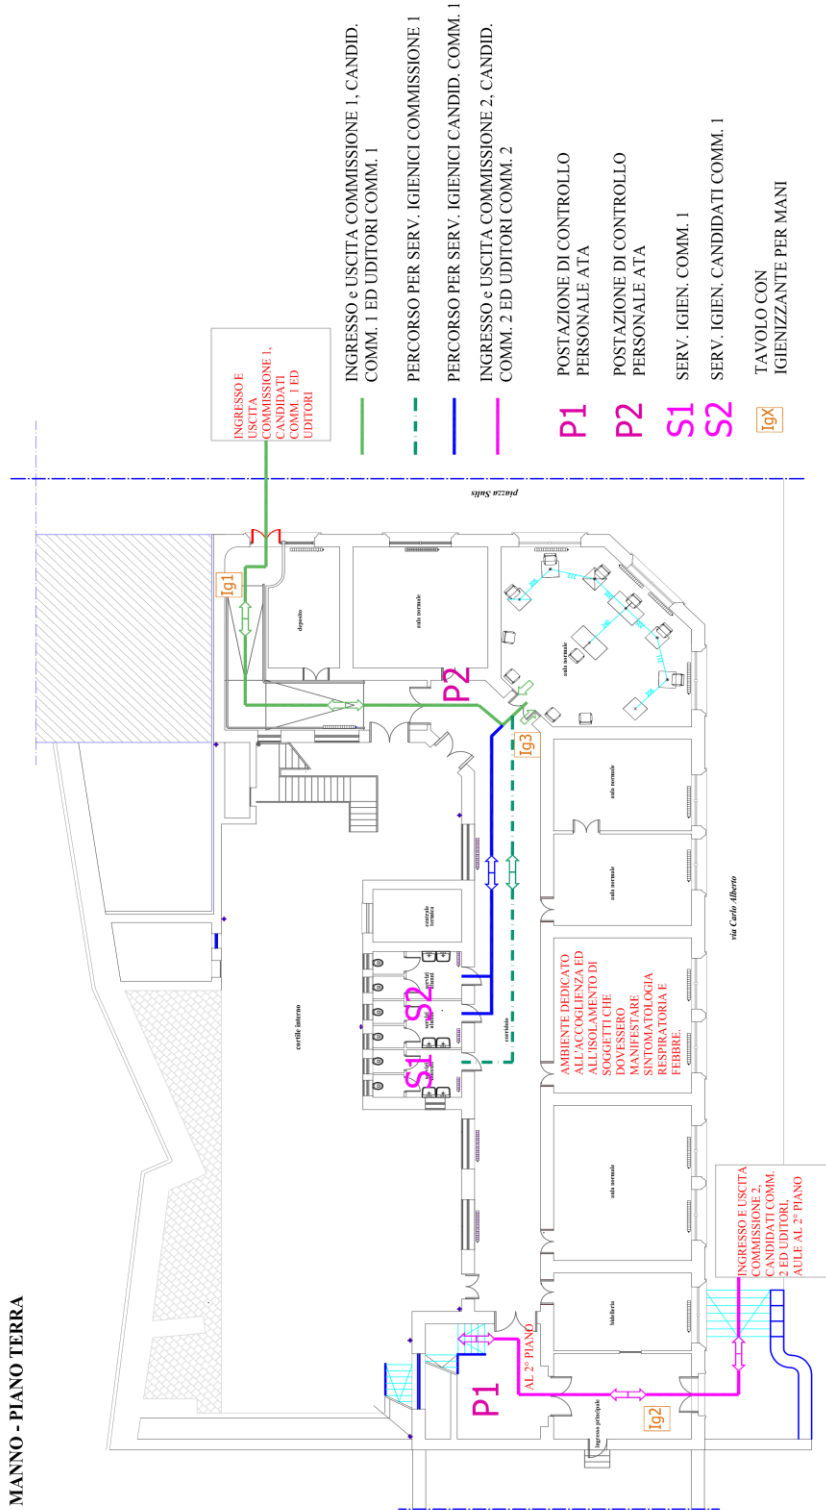 MANNO - PIANO TERRA
INGRESSO E
USCITA
COMMISSIONE 1,
CANDIDATI
COMM. 1 ED
UDITORI
INGRESSO e USCITA COMMISSIONE 1, CANDID.
COMM. 1 ED UDITORI COMM. 1
PERCORSO PER SERV. IGIENICI COMMISSIONE 1
PERCORSO PER SERV. IGIENICI CANDID. COMM. 1
INGRESSO e USCITA COMMISSIONE 2, CANDID.
COMM. 2 ED UDITORI COMM. 2
P1
POSTAZIONE DI CONTROLLO
PERSONALE ATA
P2
POSTAZIONE DI CONTROLLO
PERSONALE ATA
S1
SERV. IGIEN. COMM. 1
S2
SERV. IGIEN. CANDIDATI COMM. 1
IgX
TAVOLO CON
IGIENIZZANTE PER MANI
piazza Sulis
Ig1
deposito
aula normale
P2
aula normale
Ig3
aula normale
aula normale
via Carlo Alberto
centrale
termica
cortile interno
servizi
alunni
S2
servizi
alunni
S1
corridoio
AMBIENTE DEDICATO
ALL'ACCOGLIENZA ED
ALL'ISOLAMENTO DI
SOGGETTI CHE
DOVESSERO
MANIFESTARE
SINTOMATOLOGIA
RESPIRATORIA E
FEBBRE.
aula normale
bidelleria
INGRESSO E USCITA
COMMISSIONE 2,
CANDIDATI COMM.
2 ED UDITORI,
AULE AL 2° PIANO
AL 2° PIANO
P1
ingresso principale
Ig2